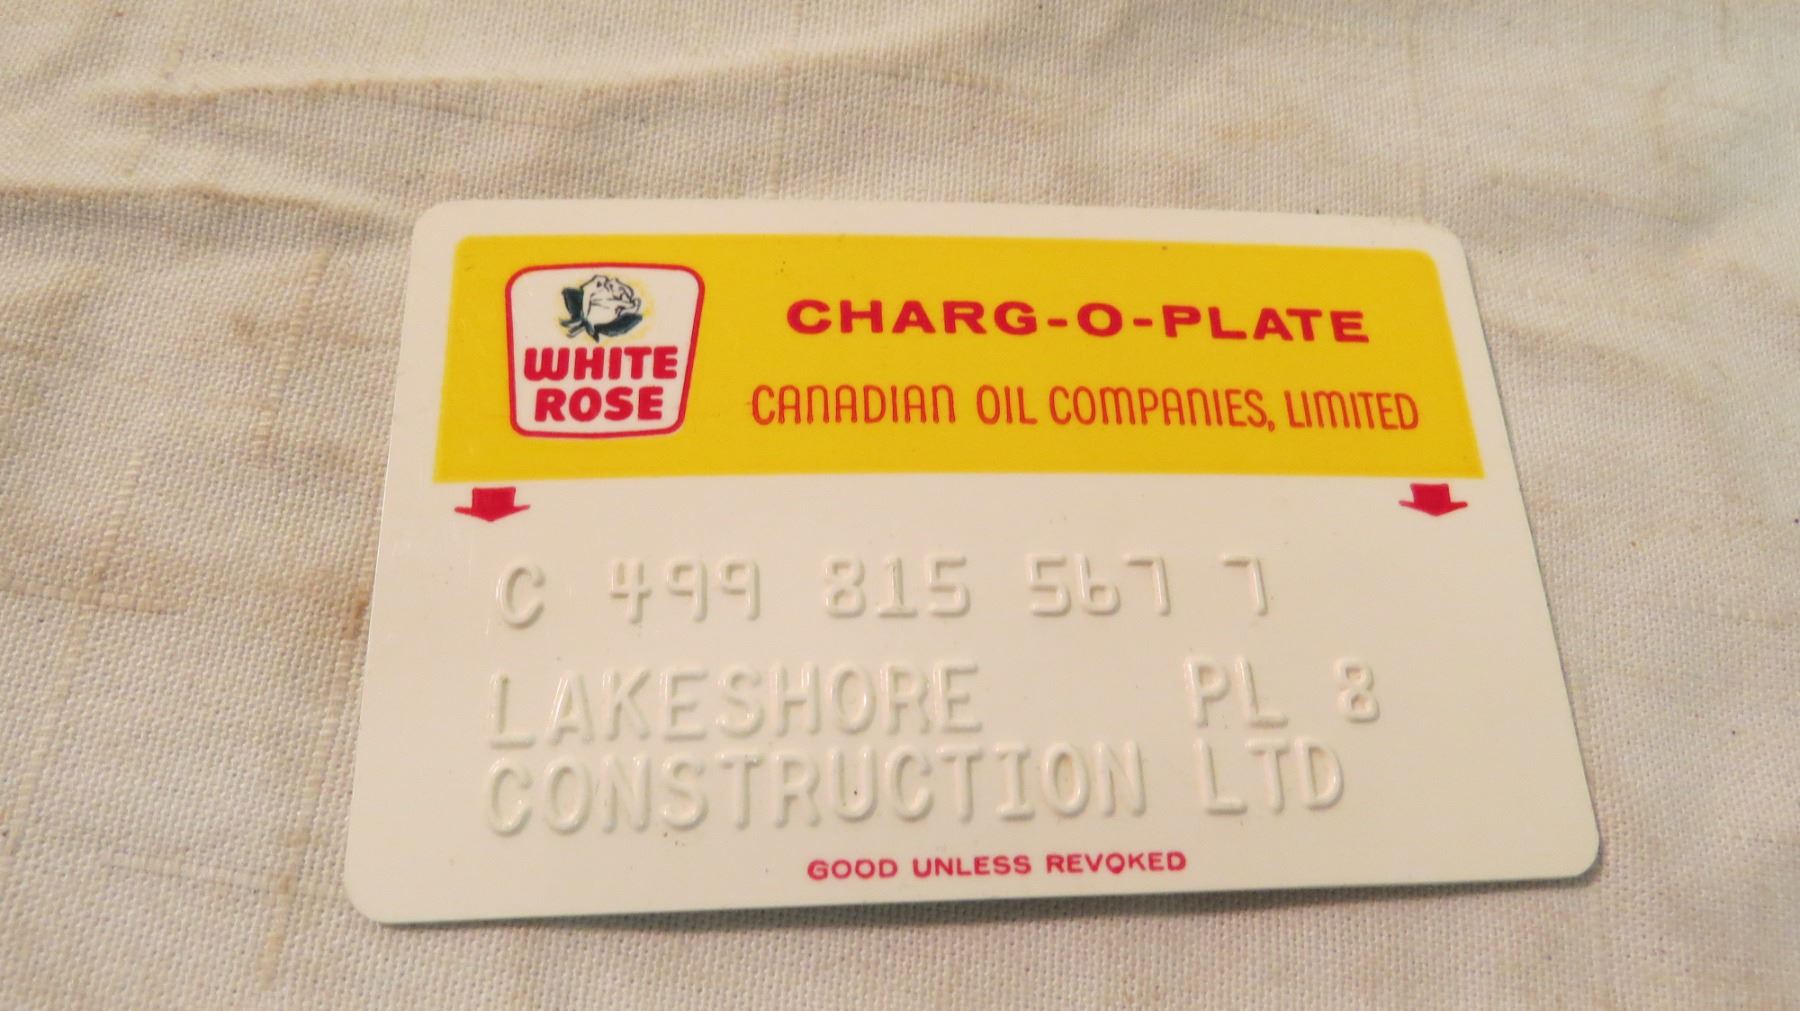 WHITE
ROSE
CHARG-O-PLATE
CANADIAN OIL COMPANIES, LIMITED
C 499 815 567 7
LAKESHORE PL 8
CONSTRUCTION LTD
GOOD UNLESS REVOKED